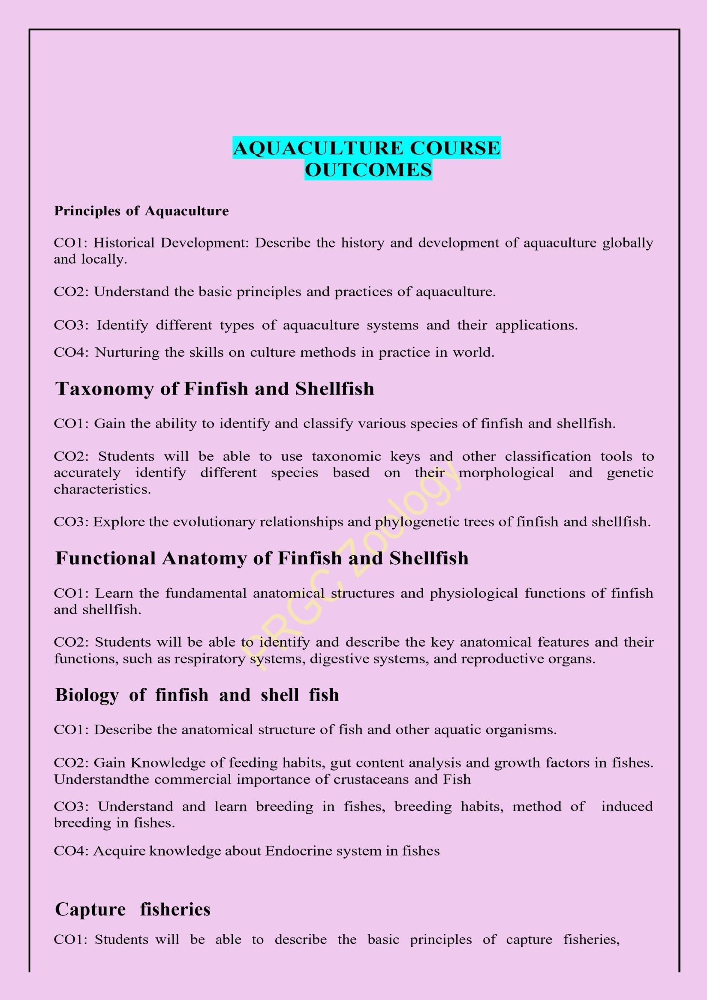 AQUACULTURE COURSE
OUTCOMES
Principles of Aquaculture
CO1: Historical Development: Describe the history and development of aquaculture globally
and locally.
CO2: Understand the basic principles and practices of aquaculture.
CO3: Identify different types of aquaculture systems and their applications.
CO4: Nurturing the skills on culture methods in practice in world.
Taxonomy of Finfish and Shellfish
CO1: Gain the ability to identify and classify various species of finfish and shellfish.
CO2: Students will be able to use taxonomic keys and other classification tools to
accurately identify different species based on their morphological and genetic
characteristics.
CO3: Explore the evolutionary relationships and phylogenetic trees of finfish and shellfish.
Functional Anatomy of Finfish and Shellfish
CO1: Learn the fundamental anatomical structures and physiological functions of finfish
and shellfish.
CO2: Students will be able to identify and describe the key anatomical features and their
functions, such as respiratory systems, digestive systems, and reproductive organs.
Biology of finfish and shell fish
CO1: Describe the anatomical structure of fish and other aquatic organisms.
CO2: Gain Knowledge of feeding habits, gut content analysis and growth factors in fishes.
Understandthe commercial importance of crustaceans and Fish
CO3: Understand and learn breeding in fishes, breeding habits, method of induced
breeding in fishes.
CO4: Acquire knowledge about Endocrine system in fishes
Capture fisheries
CO1: Students will be able to describe the basic principles of capture fisheries,
PRGC Zoology